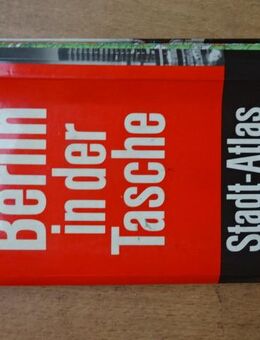 Berlin
in der
Tasche
Stadt-Atlas